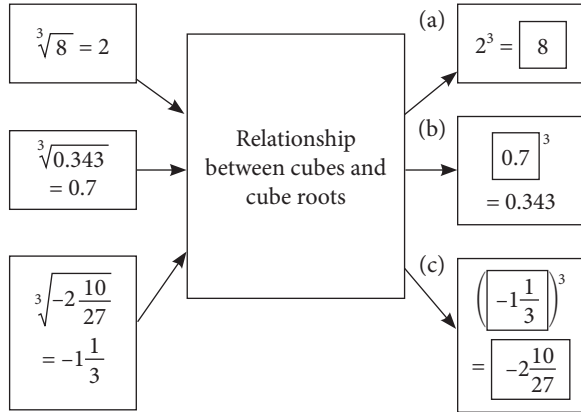 ∛8 = 2
(a)
2³ = 8
∛0.343
= 0.7
Relationship
between cubes and
cube roots
(b)
0.7³
= 0.343
∛(−2 10/27)
= −1 1/3
(c)
(−1 1/3)³
= −2 10/27